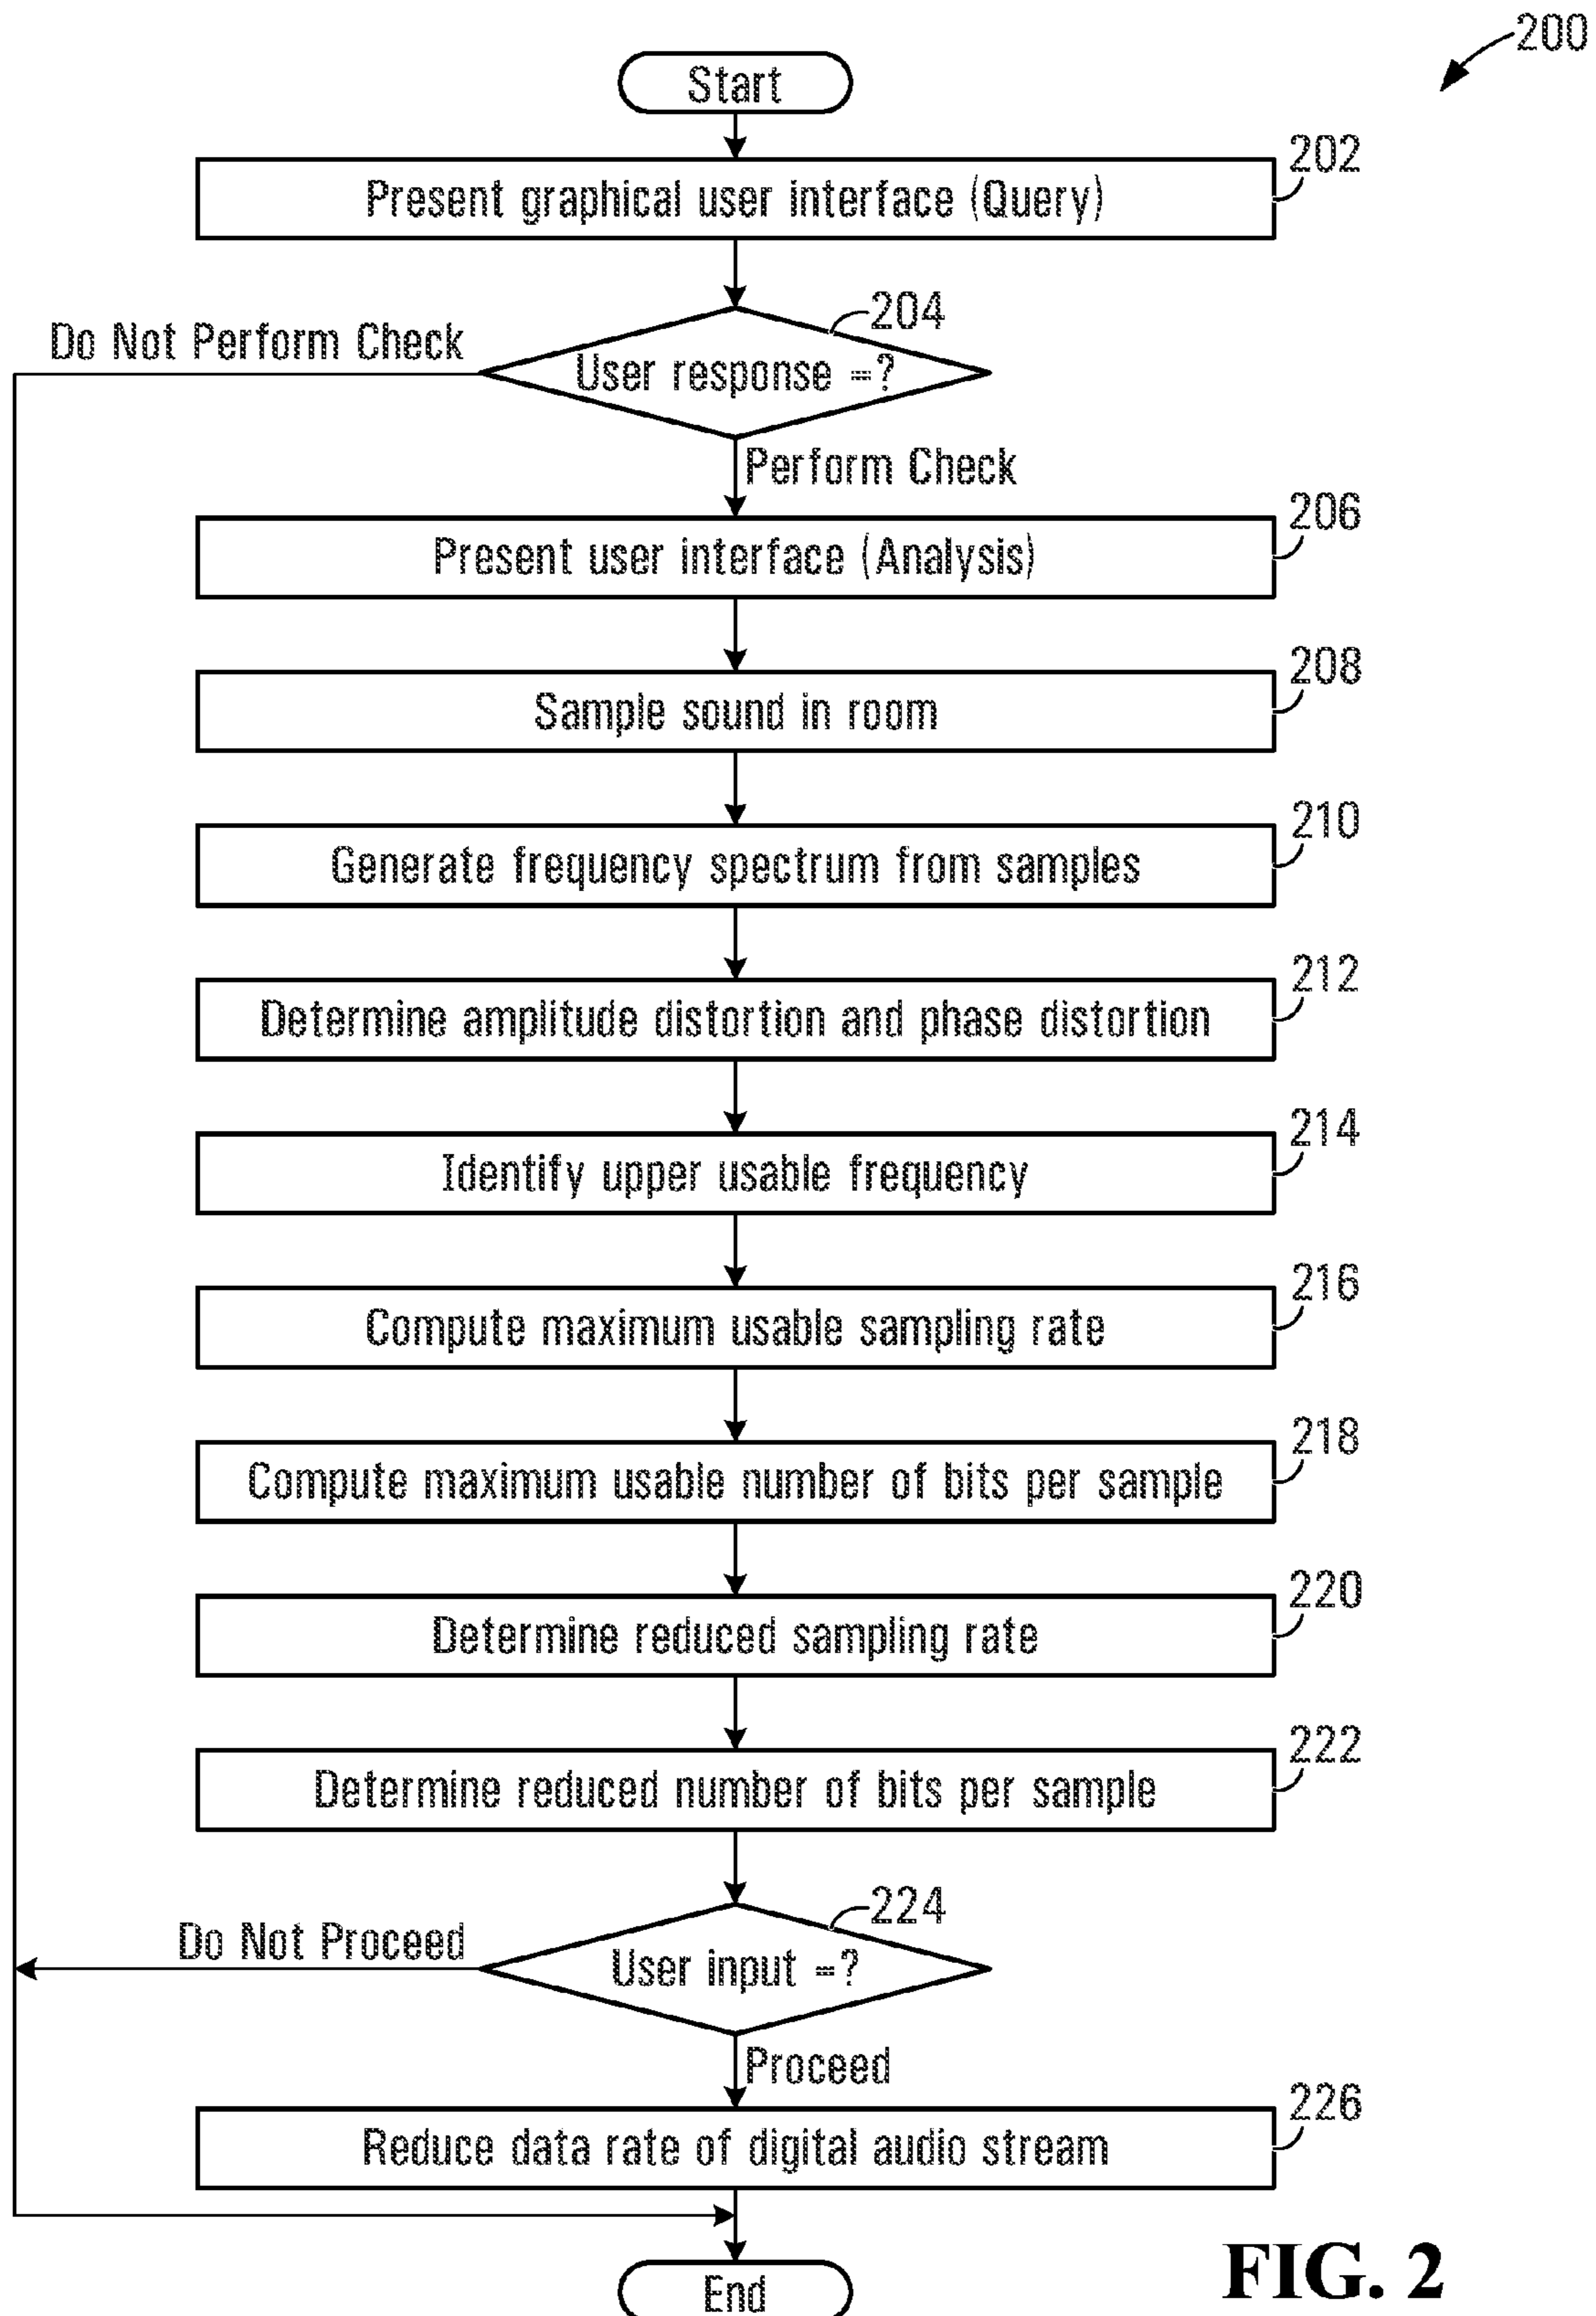 200
Start
202
Present graphical user interface (Query)
204
Do Not Perform Check
User response =?
Perform Check
206
Present user interface (Analysis)
208
Sample sound in room
210
Generate frequency spectrum from samples
212
Determine amplitude distortion and phase distortion
214
Identify upper usable frequency
216
Compute maximum usable sampling rate
218
Compute maximum usable number of bits per sample
220
Determine reduced sampling rate
222
Determine reduced number of bits per sample
224
Do Not Proceed
User input =?
Proceed
226
Reduce data rate of digital audio stream
End
FIG. 2